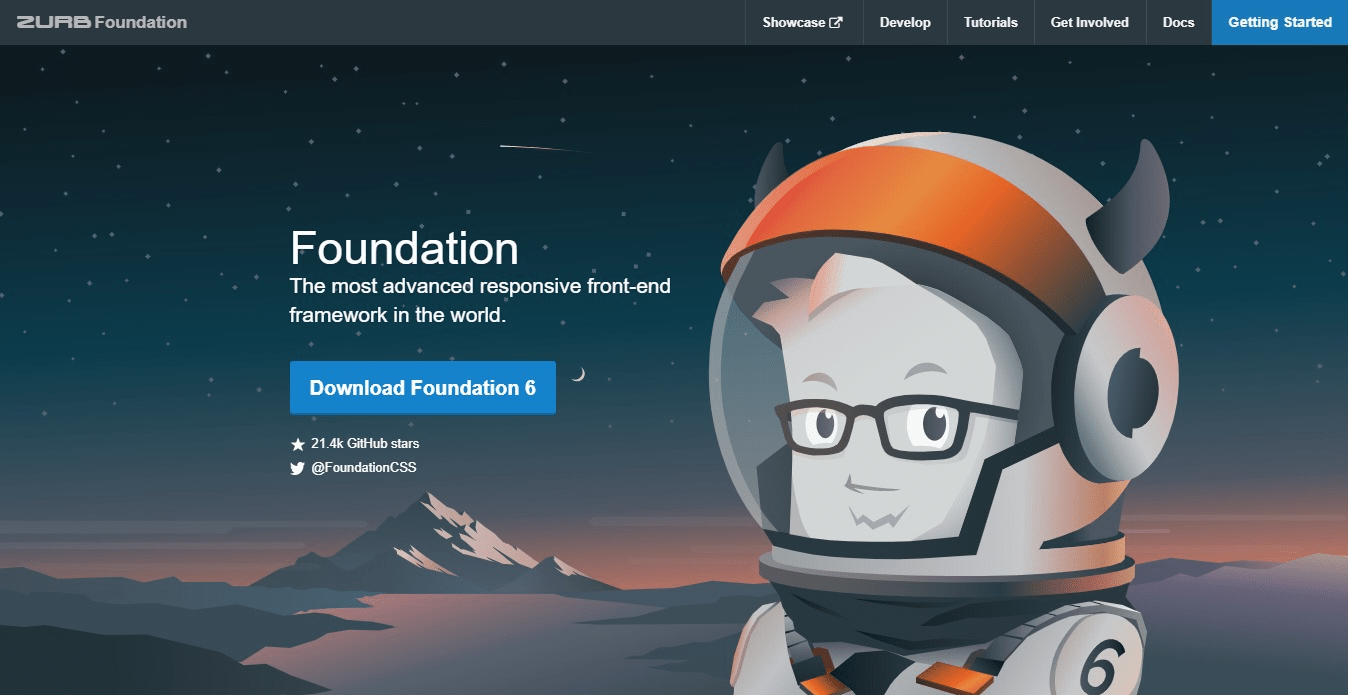 ZURB Foundation
Showcase
Develop
Tutorials
Get Involved
Docs
Getting Started
Foundation
The most advanced responsive front-end
framework in the world.
Download Foundation 6
21.4k GitHub stars
@FoundationCSS
6